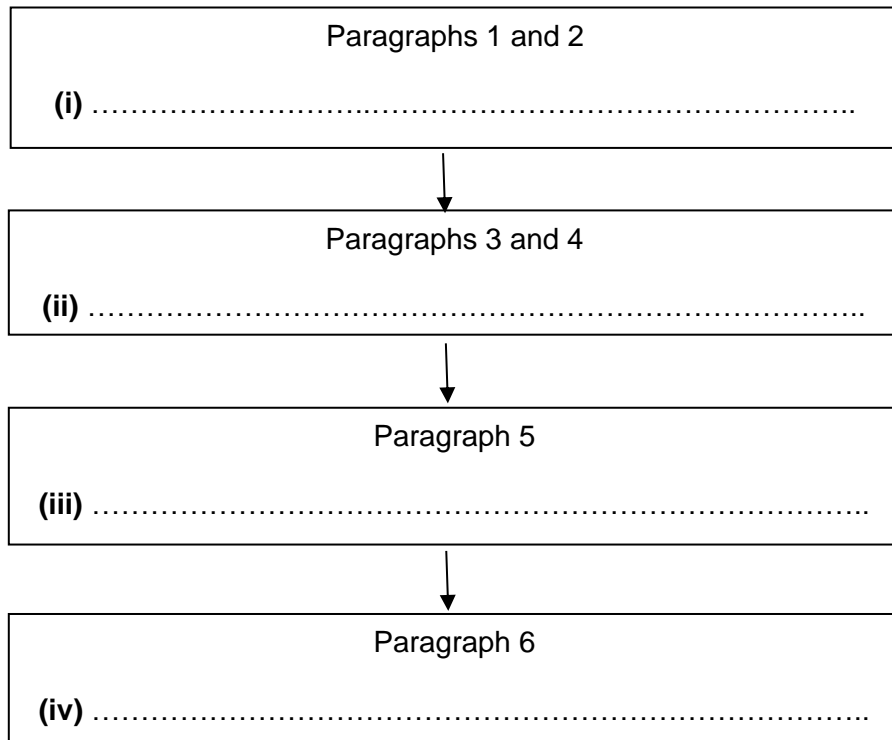 Paragraphs 1 and 2
(i) ………………………..…………………………………………..
Paragraphs 3 and 4
(ii) ……………………………………………………………………..
Paragraph 5
(iii) ……………………………………………………………………..
Paragraph 6
(iv) ……………………………………………………………………..